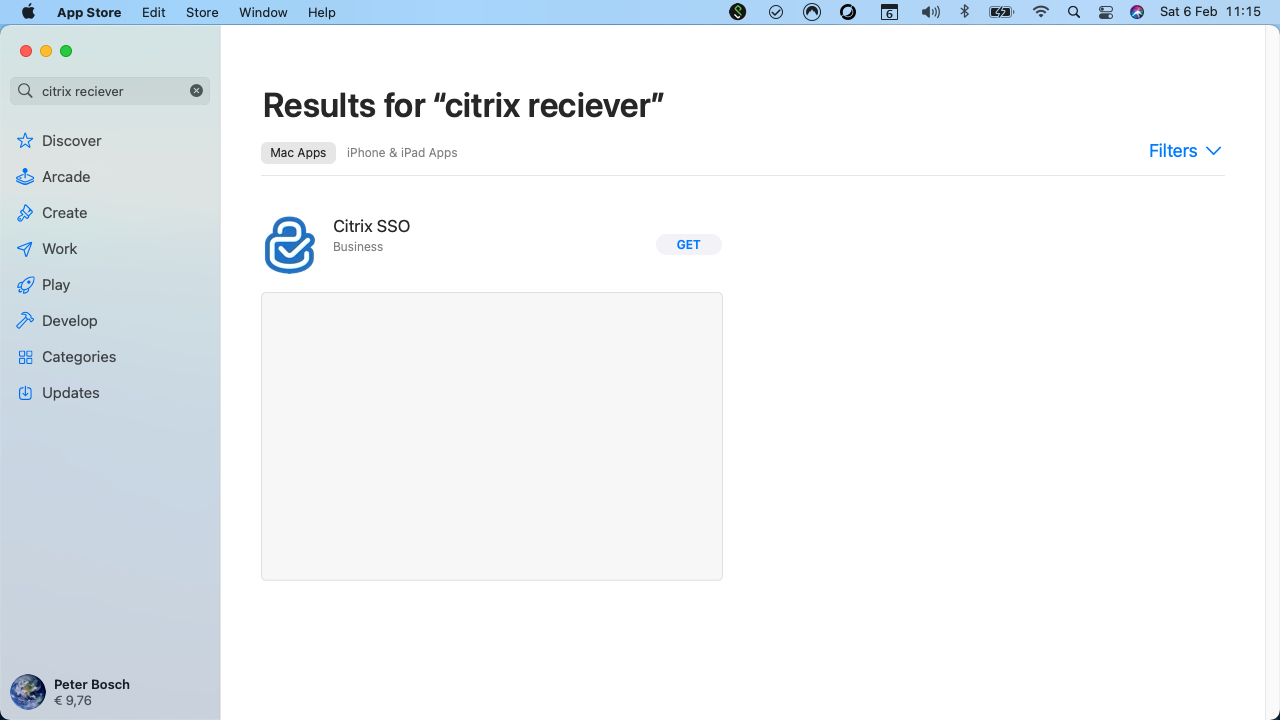 App Store Edit Store Window Help
6
Sat 6 Feb 11:15
citrix reciever
Discover
Arcade
Create
Work
Play
Develop
Categories
Updates
Peter Bosch
€ 9,76
Results for “citrix reciever”
Mac Apps iPhone & iPad Apps
Filters
Citrix SSO
Business
GET